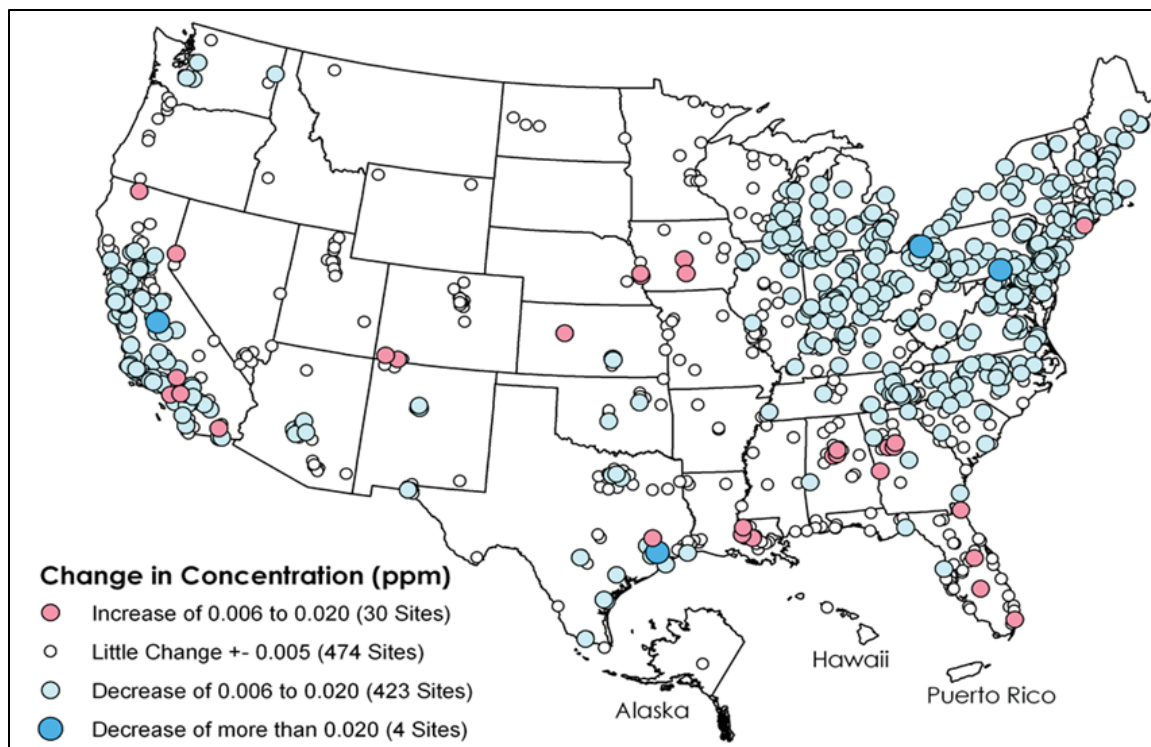 Change in Concentration (ppm)
Increase of 0.006 to 0.020 (30 Sites)
Little Change +- 0.005 (474 Sites)
Decrease of 0.006 to 0.020 (423 Sites)
Decrease of more than 0.020 (4 Sites)
Alaska
Hawaii
Puerto Rico